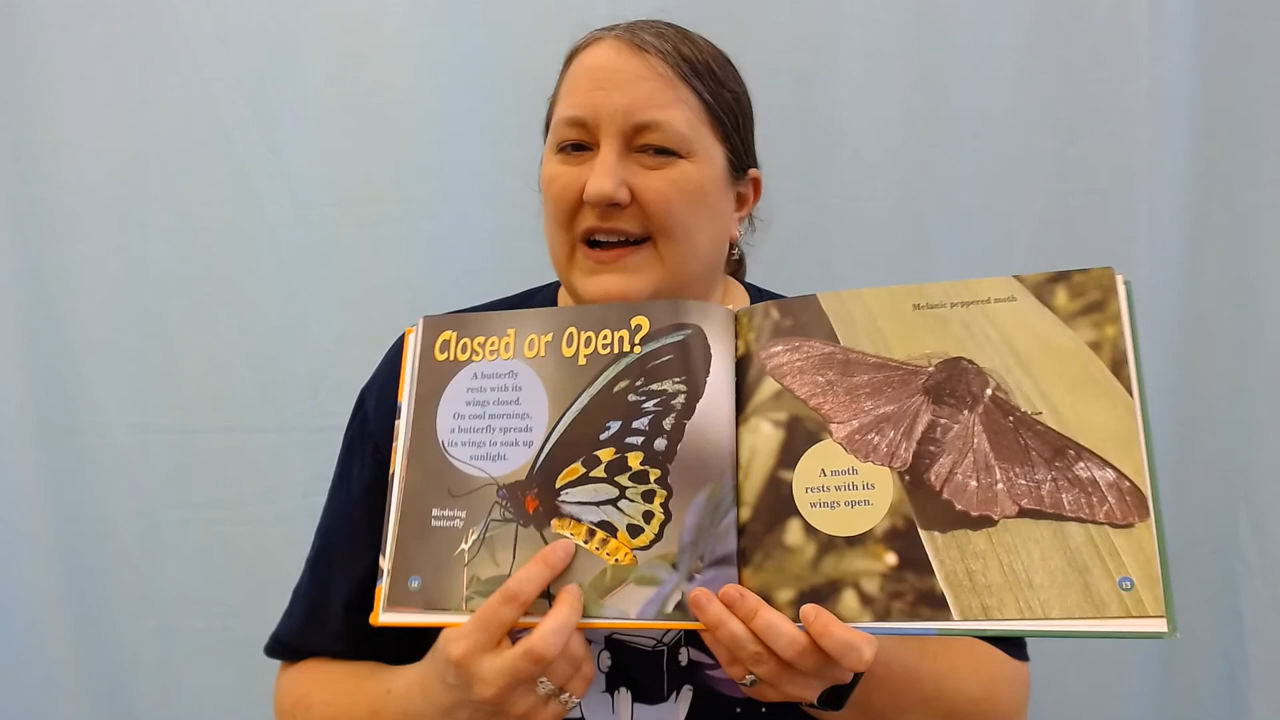 Closed or Open?
A butterfly
rests with its
wings closed.
On cool mornings,
a butterfly spreads
its wings to soak up
sunlight.
Birdwing
butterfly
12
Melanic peppered moth
A moth
rests with its
wings open.
13